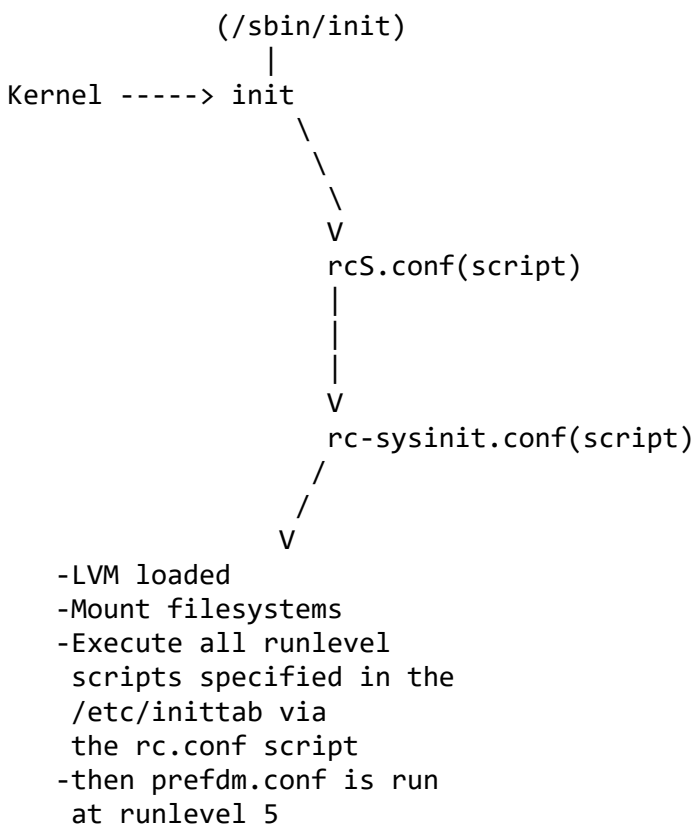 (/sbin/init)
|
Kernel -----> init
\
\
\
V
rcS.conf(script)
|
|
|
V
rc-sysinit.conf(script)
/
/
V
-LVM loaded
-Mount filesystems
-Execute all runlevel
scripts specified in the
/etc/inittab via
the rc.conf script
-then prefdm.conf is run
at runlevel 5